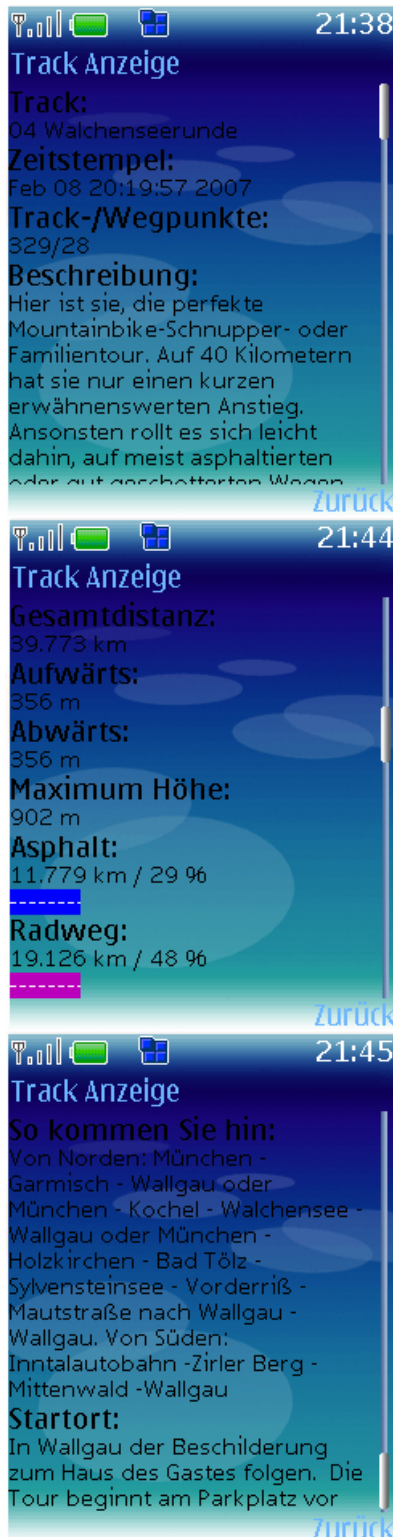 21:38
Track Anzeige
Track:
04 Walchenseerunde
Zeitstempel:
Feb 08 20:19:57 2007
Track-/Wegpunkte:
329/28
Beschreibung:
Hier ist sie, die perfekte
Mountainbike-Schnupper- oder
Familientour. Auf 40 Kilometern
hat sie nur einen kurzen
erwähnenswerten Anstieg.
Ansonsten rollt es sich leicht
dahin, auf meist asphaltierten
oder gut geschotterten Wegen
Zurück
21:44
Track Anzeige
Gesamtdistanz:
39.773 km
Aufwärts:
356 m
Abwärts:
356 m
Maximum Höhe:
902 m
Asphalt:
11.779 km / 29 %
Radweg:
19.126 km / 48 %
Zurück
21:45
Track Anzeige
So kommen Sie hin:
Von Norden: München -
Garmisch - Wallgau oder
München - Kochel - Walchensee -
Wallgau oder München -
Holzkirchen - Bad Tölz -
Sylvensteinsee - Vorderriß -
Mautstraße nach Wallgau -
Wallgau. Von Süden:
Inntalautobahn -Zirler Berg -
Mittenwald -Wallgau
Startort:
In Wallgau der Beschilderung
zum Haus des Gastes folgen. Die
Tour beginnt am Parkplatz vor
Zurück